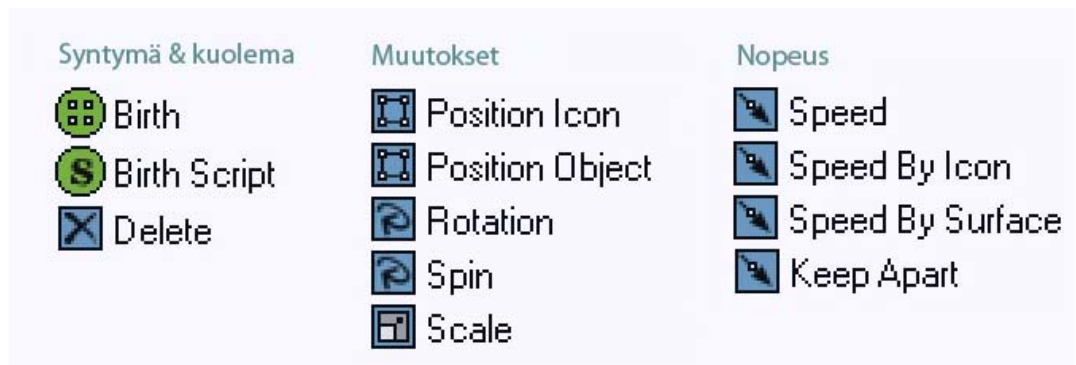 Syntymä & kuolema
Birth
Birth Script
Delete
Muutokset
Position Icon
Position Object
Rotation
Spin
Scale
Nopeus
Speed
Speed By Icon
Speed By Surface
Keep Apart